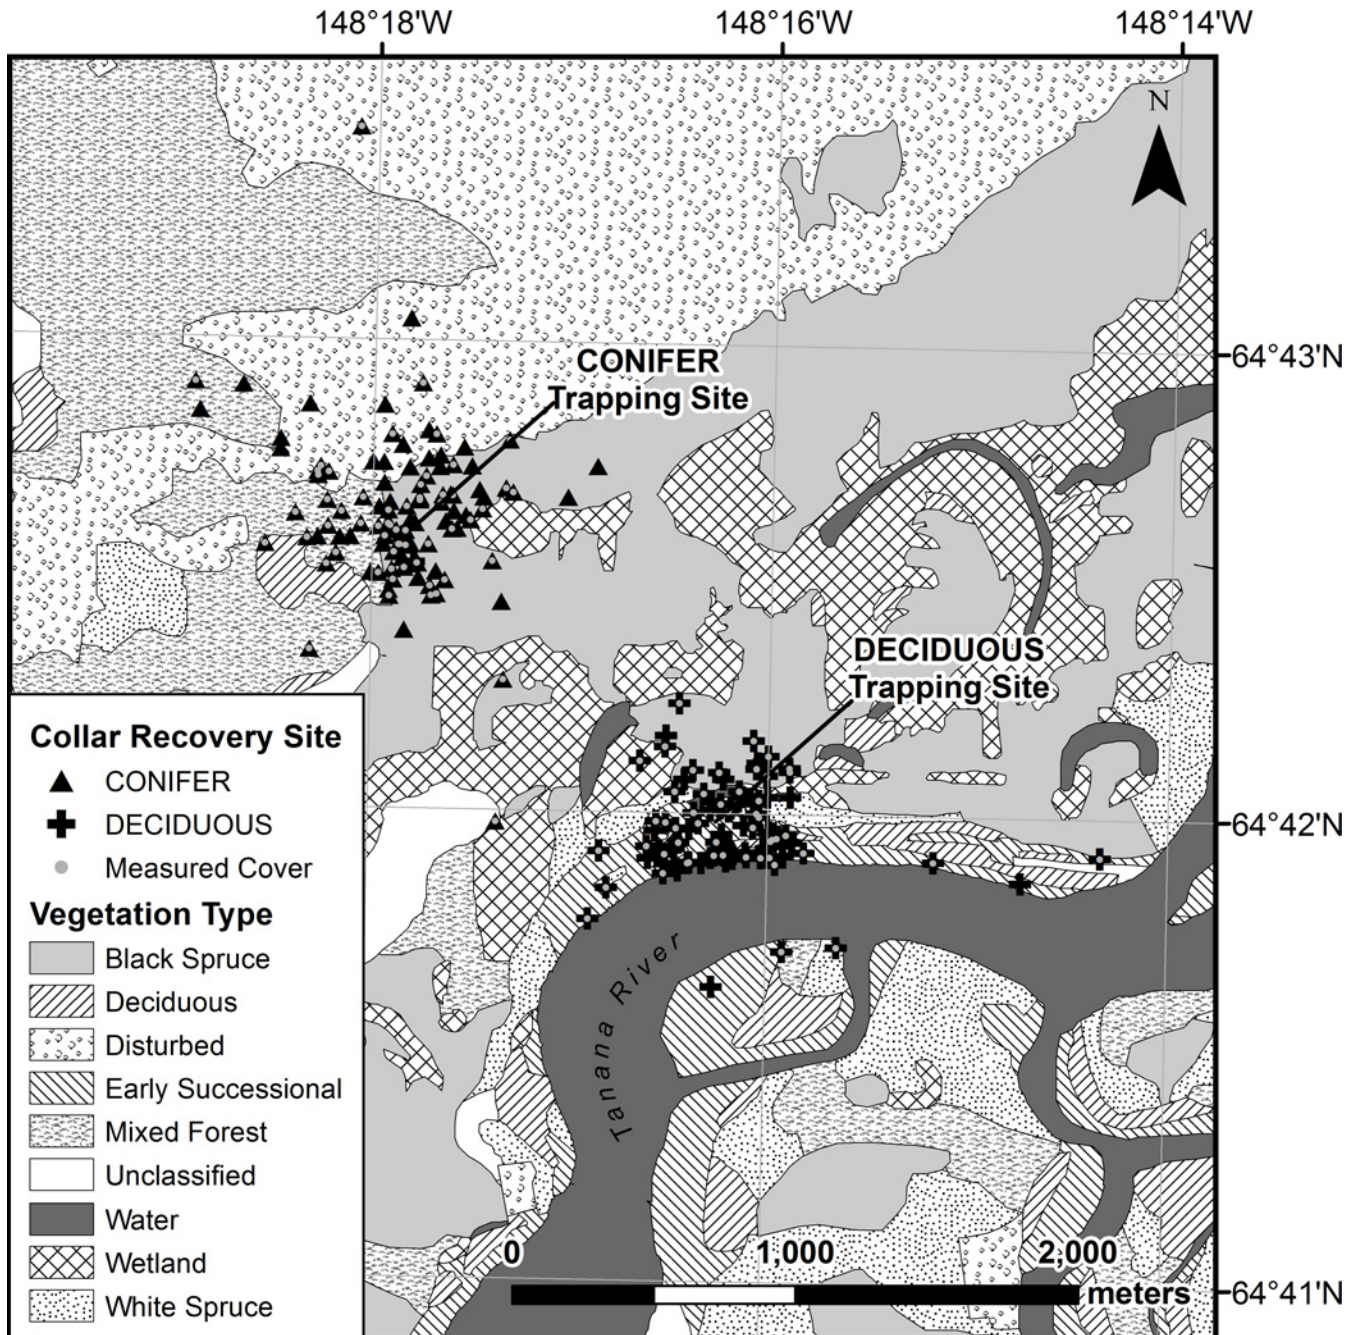 148°18'W
148°16'W
148°14'W
N
64°43'N
CONIFER
Trapping Site
DECIDUOUS
Trapping Site
Collar Recovery Site
CONIFER
DECIDUOUS
Measured Cover
64°42'N
Vegetation Type
Black Spruce
Deciduous
Disturbed
Early Successional
Mixed Forest
Unclassified
Water
Wetland
White Spruce
Tanana River
0
1,000
2,000
meters
64°41'N